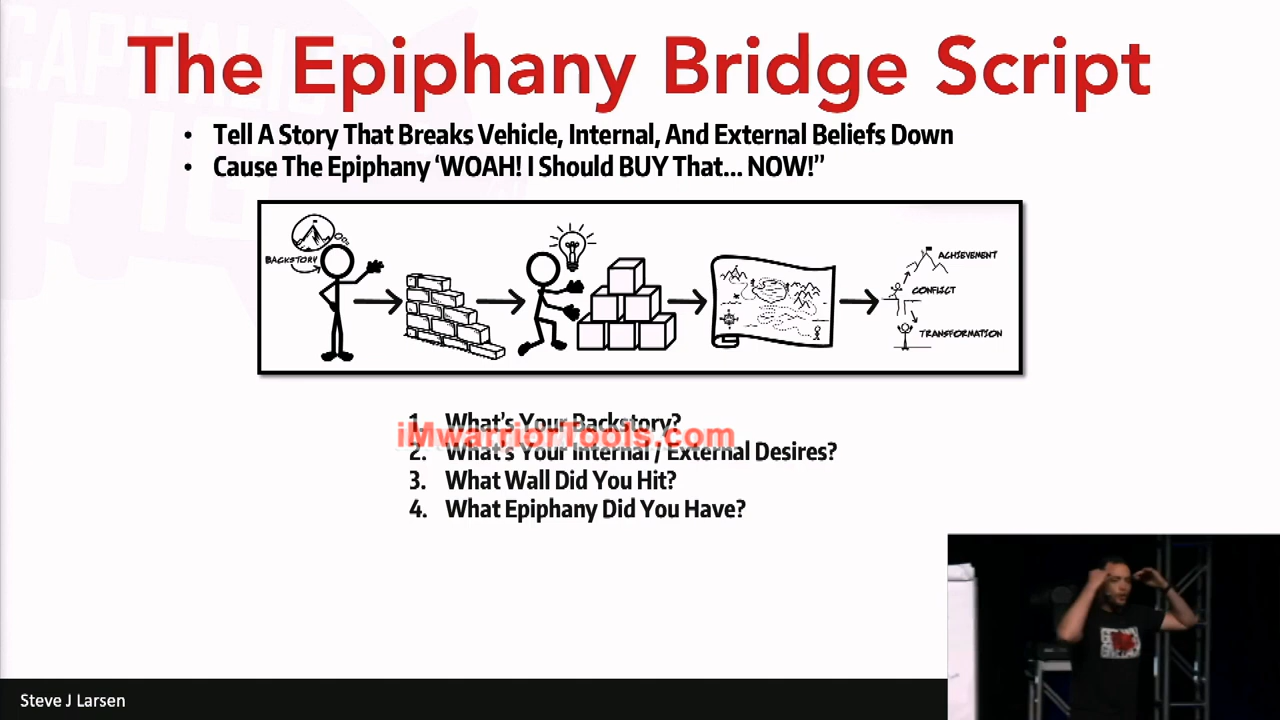 CAPITALIST
PIG
The Epiphany Bridge Script
• Tell A Story That Breaks Vehicle, Internal, And External Beliefs Down
• Cause The Epiphany ‘WOAH! I Should BUY That... NOW!”
BACKSTORY
ACHIEVEMENT
CONFLICT
TRANSFORMATION
1. What's Your Backstory?
iMwarriorTools.com
2. What's Your Internal / External Desires?
3. What Wall Did You Hit?
4. What Epiphany Did You Have?
Steve J Larsen